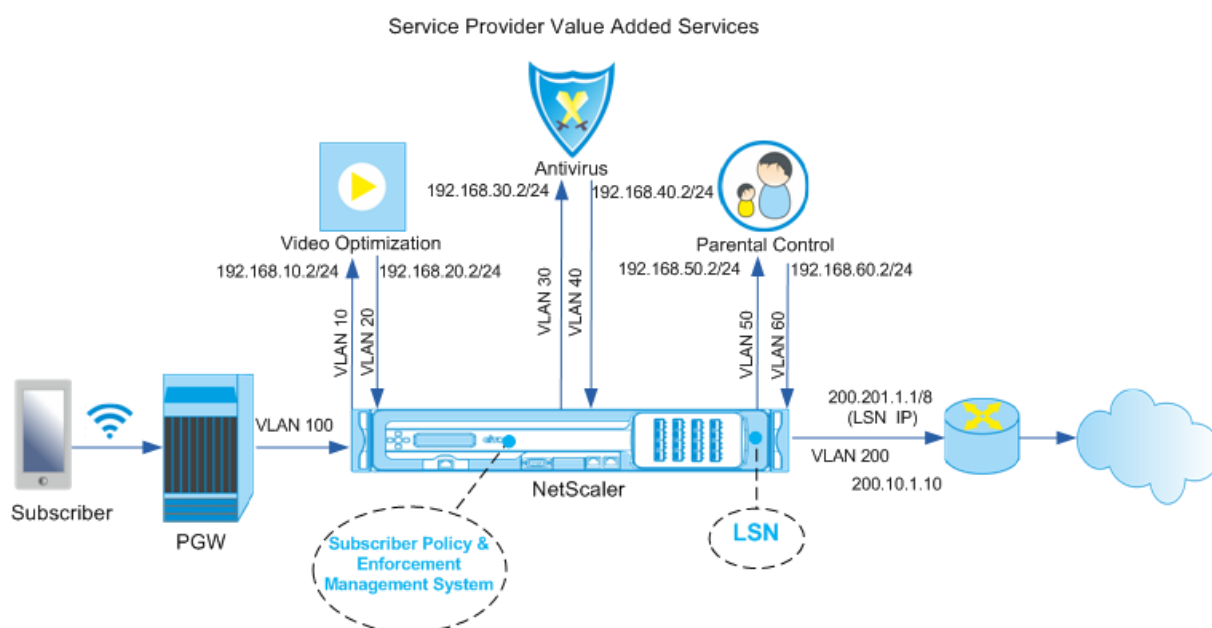 Service Provider Value Added Services
Antivirus
192.168.30.2/24
192.168.40.2/24
Video Optimization
192.168.10.2/24
192.168.20.2/24
Parental Control
192.168.50.2/24
192.168.60.2/24
VLAN 10
VLAN 20
VLAN 30
VLAN 40
VLAN 50
VLAN 60
Subscriber
PGW
VLAN 100
NetScaler
Subscriber Policy &
Enforcement
Management System
LSN
200.201.1.1/8
(LSN IP)
VLAN 200
200.10.1.10